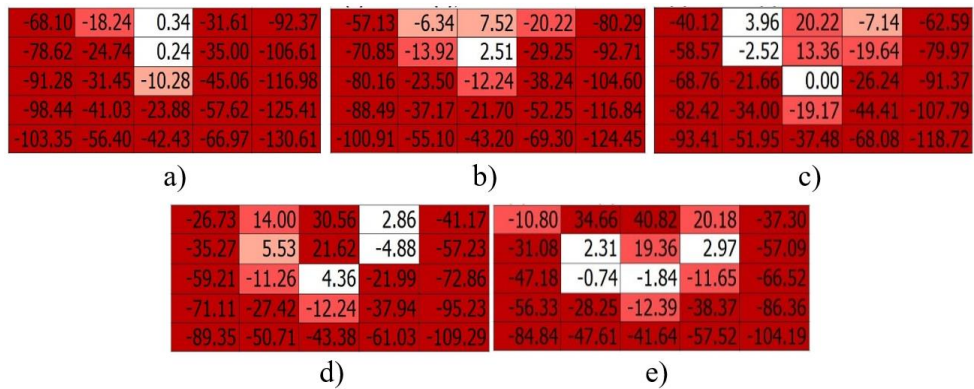 -68.10 -18.24 0.34 -31.61 -92.37
-78.62 -24.74 0.24 -35.00 -106.61
-91.28 -31.45 -10.28 -45.06 -116.98
-98.44 -41.03 -23.88 -57.62 -125.41
-103.35 -56.40 -42.43 -66.97 -130.61
a)
-57.13 -6.34 7.52 -20.22 -80.29
-70.85 -13.92 2.51 -29.25 -92.71
-80.16 -23.50 -12.24 -38.24 -104.60
-88.49 -37.17 -21.70 -52.25 -116.84
-100.91 -55.10 -43.20 -69.30 -124.45
b)
-40.12 3.96 20.22 -7.14 -62.59
-58.57 -2.52 13.36 -19.64 -79.97
-68.76 -21.66 0.00 -26.24 -91.37
-82.42 -34.00 -19.17 -44.41 -107.79
-93.41 -51.95 -37.48 -68.08 -118.72
c)
-26.73 14.00 30.56 2.86 -41.17
-35.27 5.53 21.62 -4.88 -57.23
-59.21 -11.26 4.36 -21.99 -72.86
-71.11 -27.42 -12.24 -37.94 -95.23
-89.35 -50.71 -43.38 -61.03 -109.29
d)
-10.80 34.66 40.82 20.18 -37.30
-31.08 2.31 19.36 2.97 -57.09
-47.18 -0.74 -1.84 -11.65 -66.52
-56.33 -28.25 -12.39 -38.37 -86.36
-84.84 -47.61 -41.64 -57.52 -104.19
e)